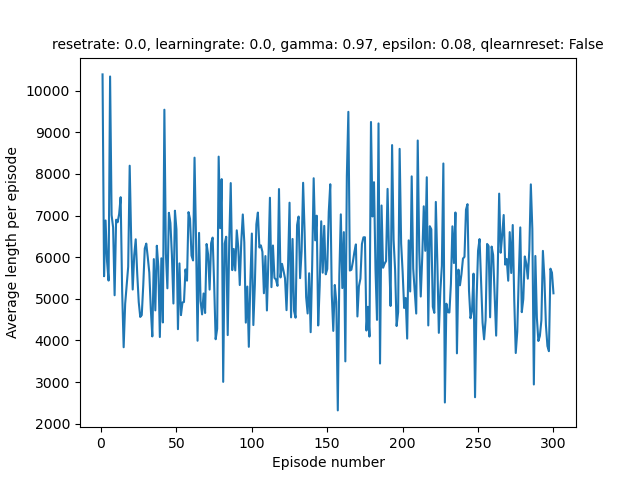 resetrate: 0.0, learningrate: 0.0, gamma: 0.97, epsilon: 0.08, qlearnreset: False
Average length per episode
10000
9000
8000
7000
6000
5000
4000
3000
2000
0 50 100 150 200 250 300
Episode number